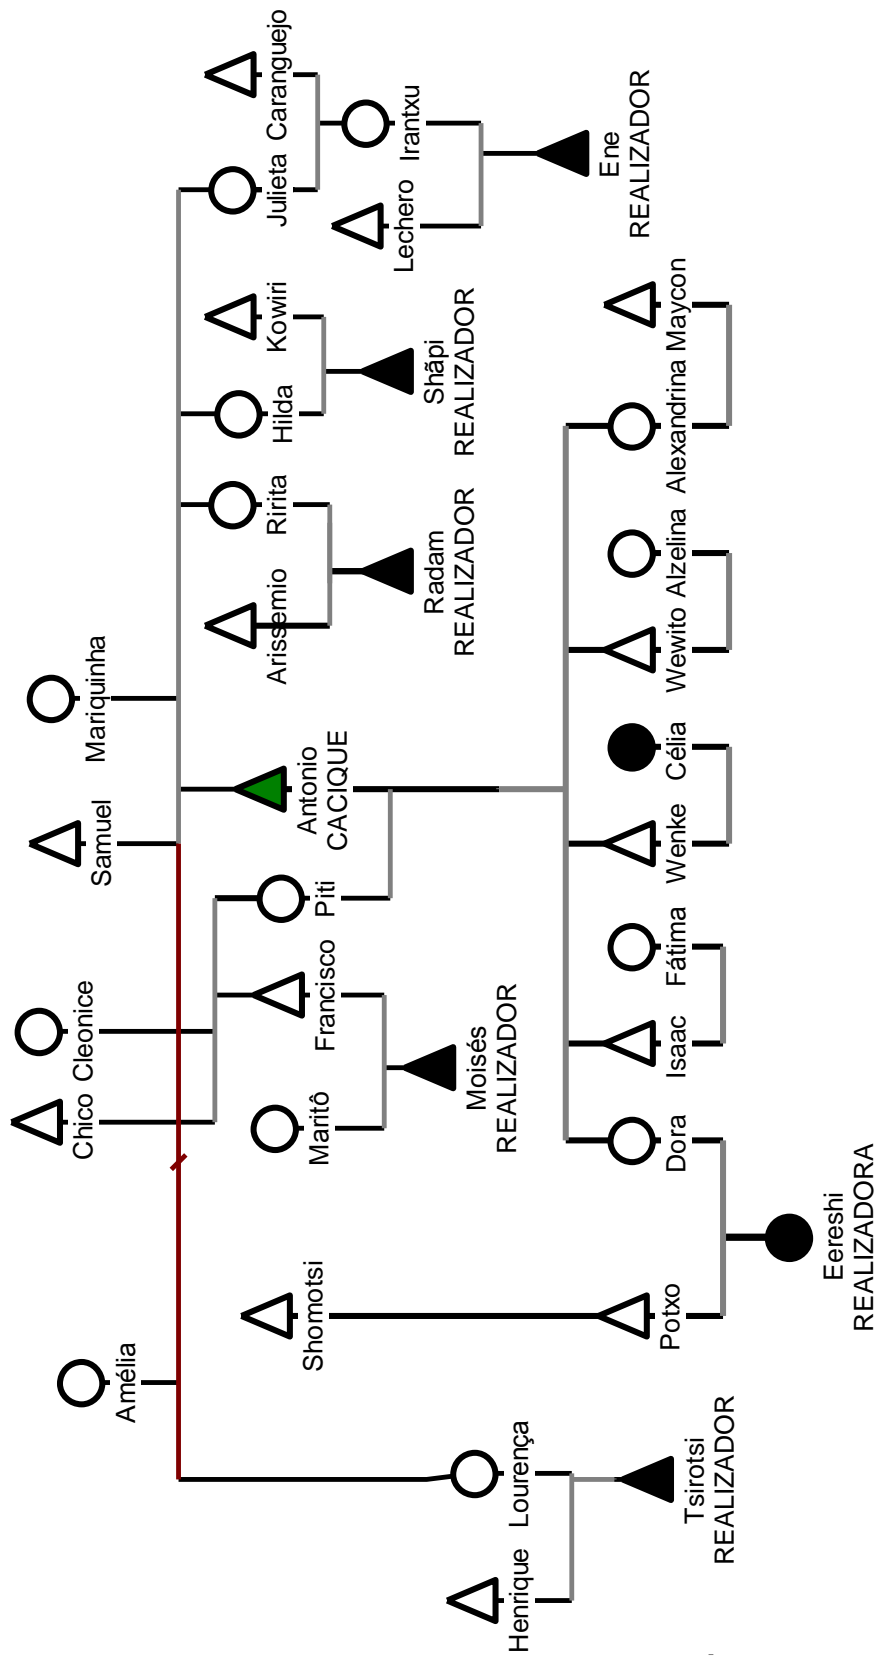 Chico
Cleonice
Samuel
Mariquinha
Amélia
Shomotsi
Maritô
Francisco
Piti
Antonio
CACIQUE
Arissemio
Ririta
Hilda
Kowiri
Julieta
Caranguejo
Lechero
Irantxu
Moisés
REALIZADOR
Radam
REALIZADOR
Shãpi
REALIZADOR
Ene
REALIZADOR
Henrique
Lourença
Potxo
Dora
Isaac
Fátima
Wenke
Célia
Wewito
Alzelina
Alexandrina
Maycon
Tsirotsi
REALIZADOR
Eereshi
REALIZADORA